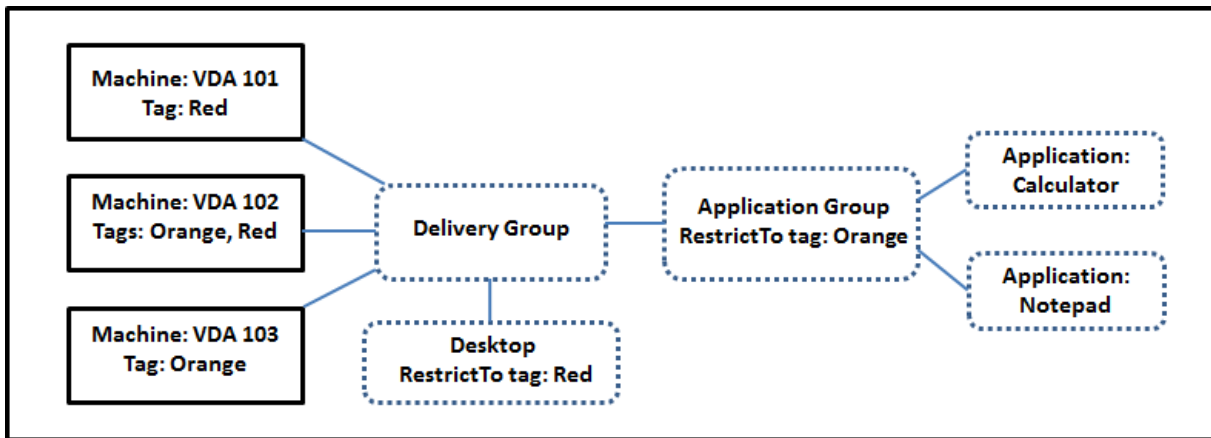 Machine: VDA 101
Tag: Red
Machine: VDA 102
Tags: Orange, Red
Machine: VDA 103
Tag: Orange
Delivery Group
Desktop
RestrictTo tag: Red
Application Group
RestrictTo tag: Orange
Application:
Calculator
Application:
Notepad